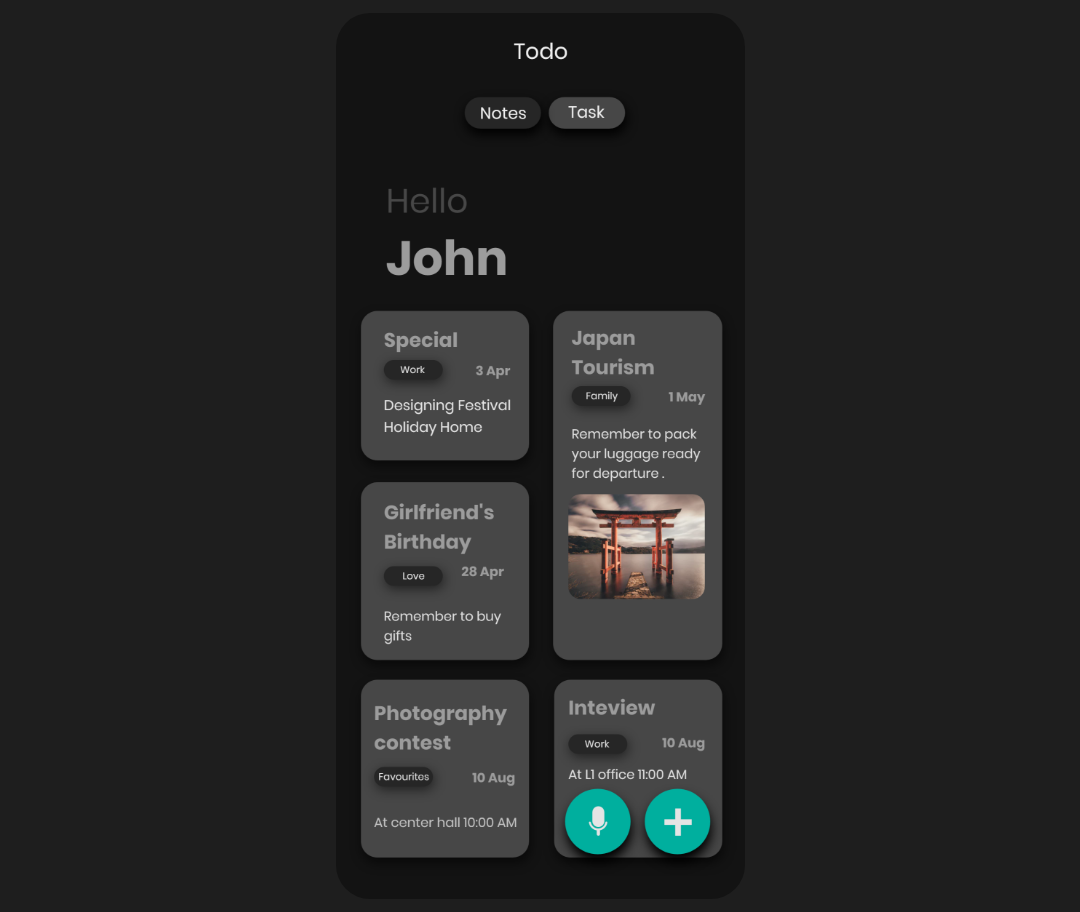 Todo
Notes
Task
Hello
John
Special
Work
3 Apr
Designing Festival
Holiday Home
Japan
Tourism
Family
1 May
Remember to pack
your luggage ready
for departure .
Girlfriend's
Birthday
Love
28 Apr
Remember to buy
gifts
Photography
contest
Favourites
10 Aug
At center hall 10:00 AM
Inteview
Work
10 Aug
At L1 office 11:00 AM